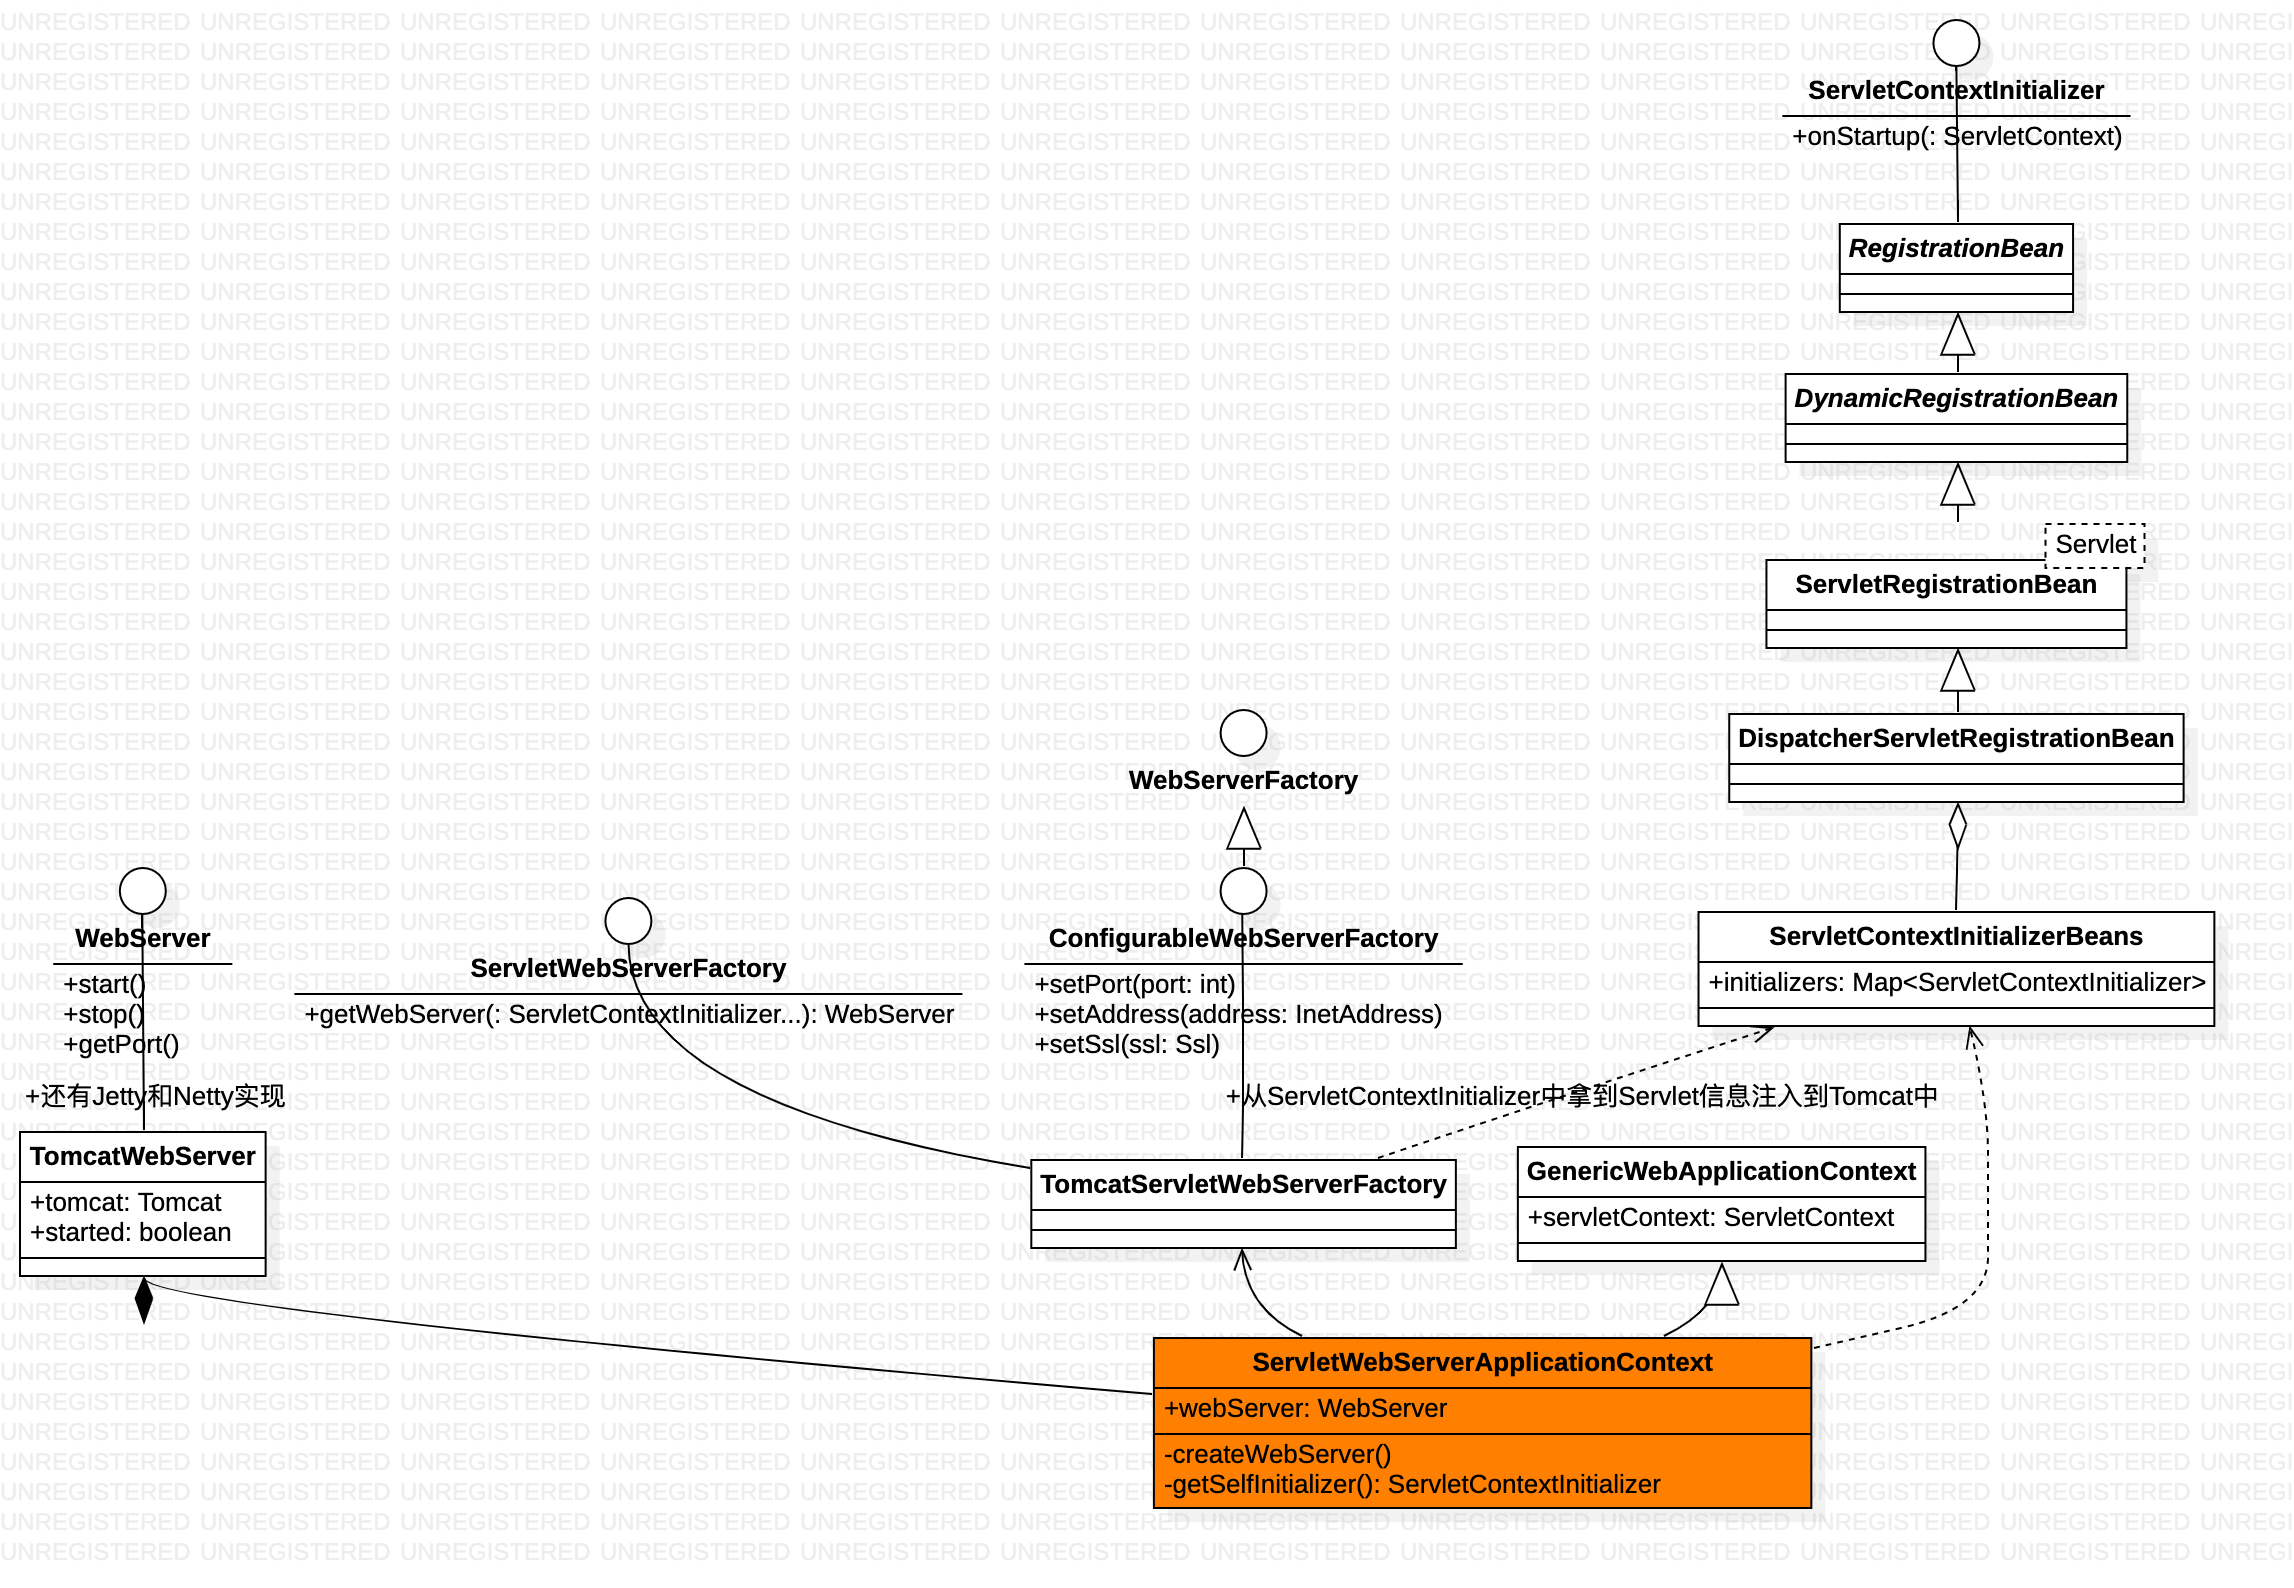 ServletContextInitializer
+onStartup(: ServletContext)
RegistrationBean
DynamicRegistrationBean
Servlet
ServletRegistrationBean
DispatcherServletRegistrationBean
WebServerFactory
WebServer
+start()
+stop()
+getPort()
+还有Jetty和Netty实现
ServletWebServerFactory
+getWebServer(: ServletContextInitializer...): WebServer
ConfigurableWebServerFactory
+setPort(port: int)
+setAddress(address: InetAddress)
+setSsl(ssl: Ssl)
ServletContextInitializerBeans
+initializers: Map<ServletContextInitializer>
+从ServletContextInitializer中拿到Servlet信息注入到Tomcat中
TomcatWebServer
+tomcat: Tomcat
+started: boolean
TomcatServletWebServerFactory
GenericWebApplicationContext
+servletContext: ServletContext
ServletWebServerApplicationContext
+webServer: WebServer
-createWebServer()
-getSelfInitializer(): ServletContextInitializer